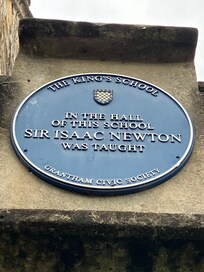 THE KING'S SCHOOL
IN THE HALL
OF THIS SCHOOL
SIR ISAAC NEWTON
WAS TAUGHT
GRANTHAM CIVIC SOCIETY